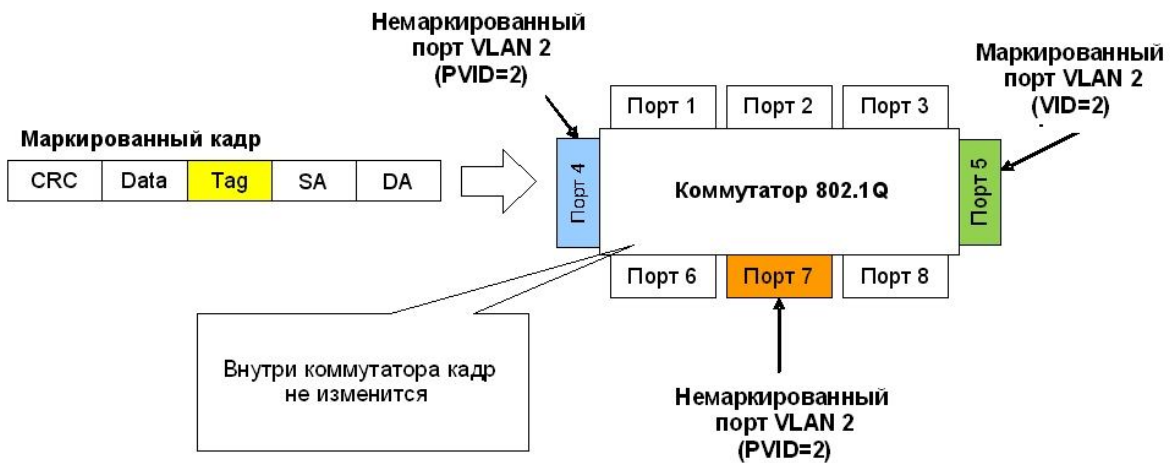 Немаркированный
порт VLAN 2
(PVID=2)
Маркированный
порт VLAN 2
(VID=2)
Маркированный кадр
CRC Data Tag SA DA
Порт 1 Порт 2 Порт 3
Порт 4
Коммутатор 802.1Q
Порт 5
Порт 6 Порт 7 Порт 8
Внутри коммутатора кадр
не изменится
Немаркированный
порт VLAN 2
(PVID=2)